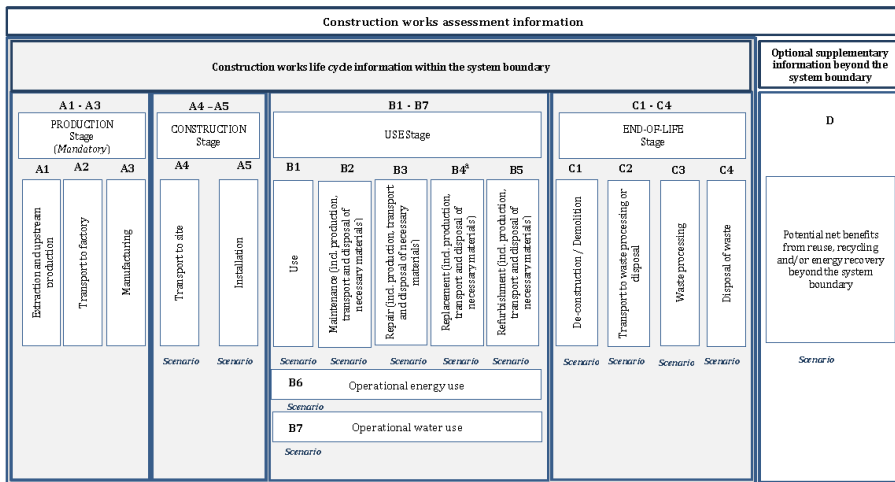 Construction works assessment information
Construction works life cycle information within the system boundary
Optional supplementary
information beyond the
system boundary
A1 - A3
PRODUCTION
Stage
(Mandatory)
A4 –A5
CONSTRUCTION
Stage
B1 - B7
USE Stage
C1 - C4
END-OF-LIFE
Stage
D
A1
A2
A3
A4
A5
B1
B2
B3
B4ᵃ
B5
C1
C2
C3
C4
Extraction and upstream
production
Transport to factory
Manufacturing
Transport to site
Installation
Use
Maintenance (incl. production,
transport and disposal of
necessary materials)
Repair (incl. production, transport
and disposal of necessary
materials)
Replacement (incl. production,
transport and disposal of
necessary materials)
Refurbishment (incl. production,
transport and disposal of
necessary materials)
De-construction / Demolition
Transport to waste processing or
disposal
Waste processing
Disposal of waste
Potential net benefits
from reuse, recycling
and/or energy recovery
beyond the system
boundary
Scenario
Scenario
Scenario
Scenario
Scenario
Scenario
Scenario
Scenario
Scenario
Scenario
Scenario
Scenario
B6
Operational energy use
Scenario
B7
Operational water use
Scenario